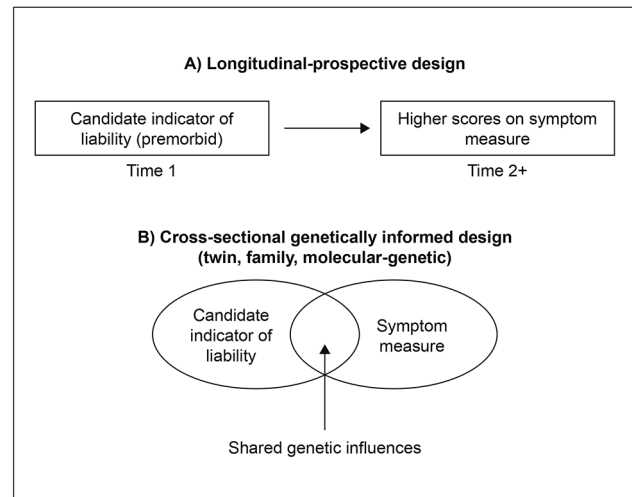 A) Longitudinal-prospective design
Candidate indicator of
liability (premorbid)
Higher scores on symptom
measure
Time 1
Time 2+
B) Cross-sectional genetically informed design
(twin, family, molecular-genetic)
Candidate
indicator of
liability
Symptom
measure
Shared genetic influences